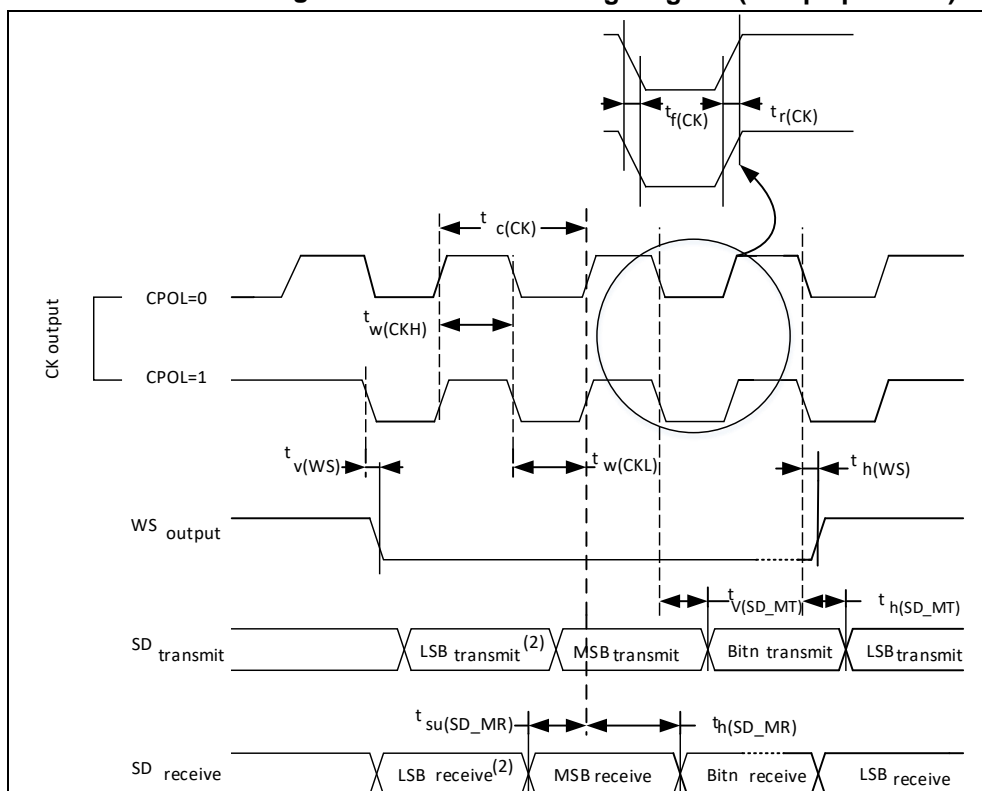 t f(CK)
t r(CK)
t c(CK)
CPOL=0
t w(CKH)
CK output
CPOL=1
t v(WS)
t w(CKL)
t h(WS)
WS output
t V(SD_MT)
t h(SD_MT)
SD transmit
LSB transmit(2)
MSB transmit
Bitn transmit
LSB transmit
t su(SD_MR)
t h(SD_MR)
SD receive
LSB receive(2)
MSB receive
Bitn receive
LSB receive